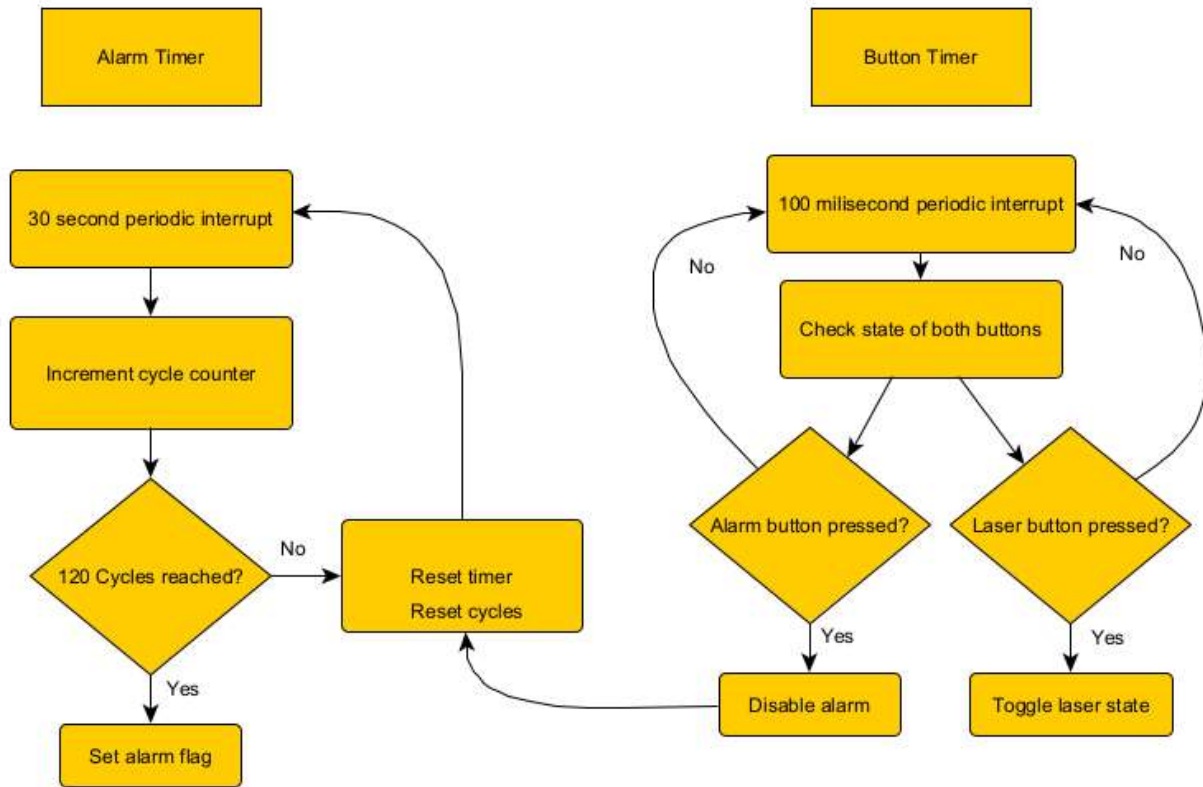 Alarm Timer
Button Timer
30 second periodic interrupt
100 milisecond periodic interrupt
No
No
Check state of both buttons
Increment cycle counter
Alarm button pressed?
Laser button pressed?
No
120 Cycles reached?
Reset timer
Reset cycles
Yes
Yes
Yes
Disable alarm
Toggle laser state
Set alarm flag